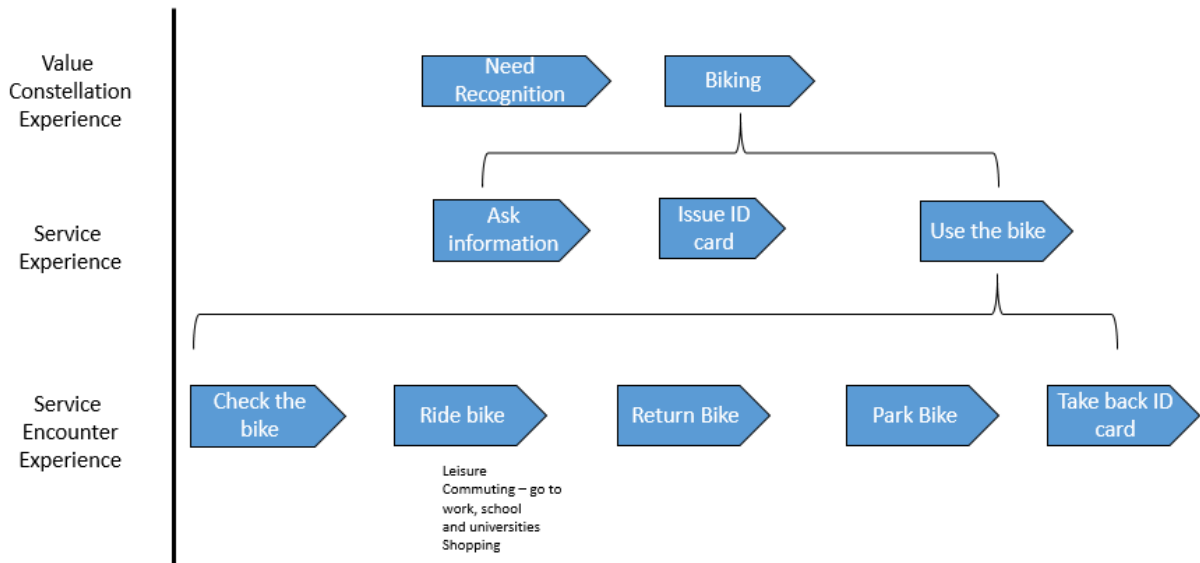 Value
Constellation
Experience
Need
Recognition
Biking
Service
Experience
Ask
information
Issue ID
card
Use the bike
Service
Encounter
Experience
Check the
bike
Ride bike
Return Bike
Park Bike
Take back ID
card
Leisure
Commuting – go to
work, school
and universities
Shopping